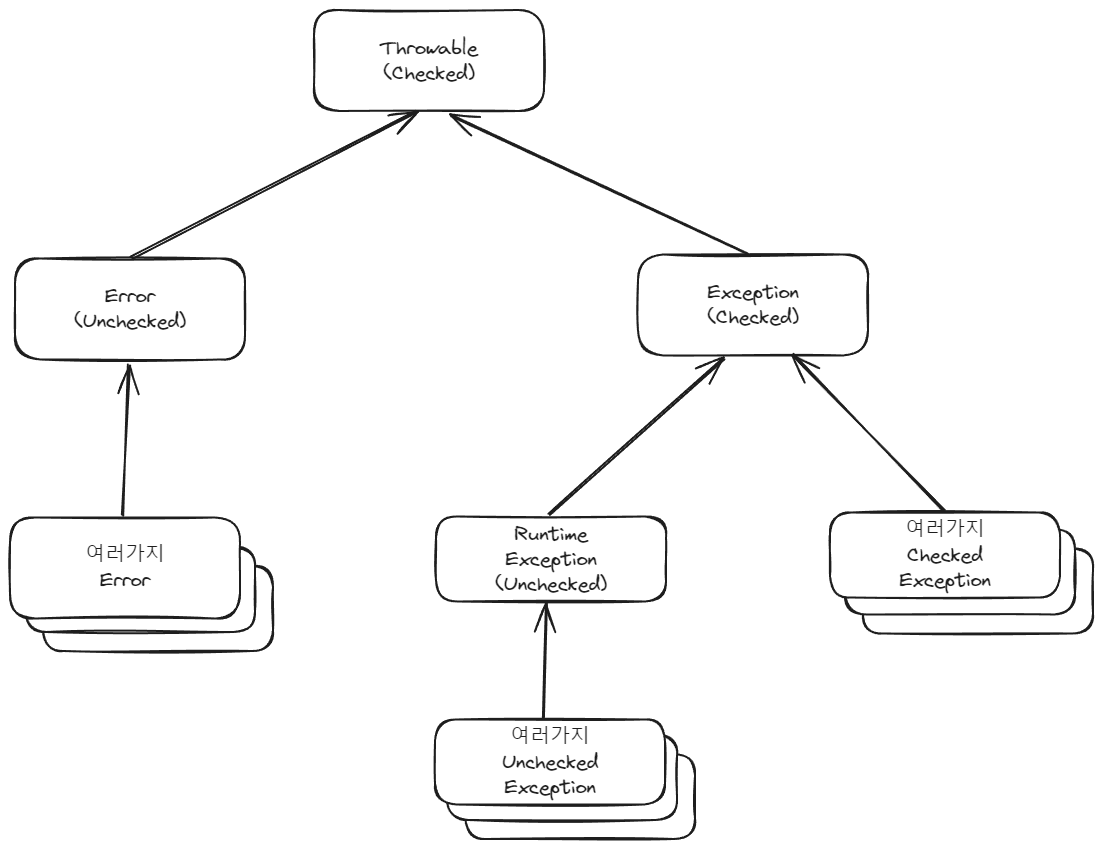 Throwable
(Checked)
Error
(Unchecked)
Exception
(Checked)
여러가지
Error
Runtime
Exception
(Unchecked)
여러가지
Checked
Exception
여러가지
Unchecked
Exception